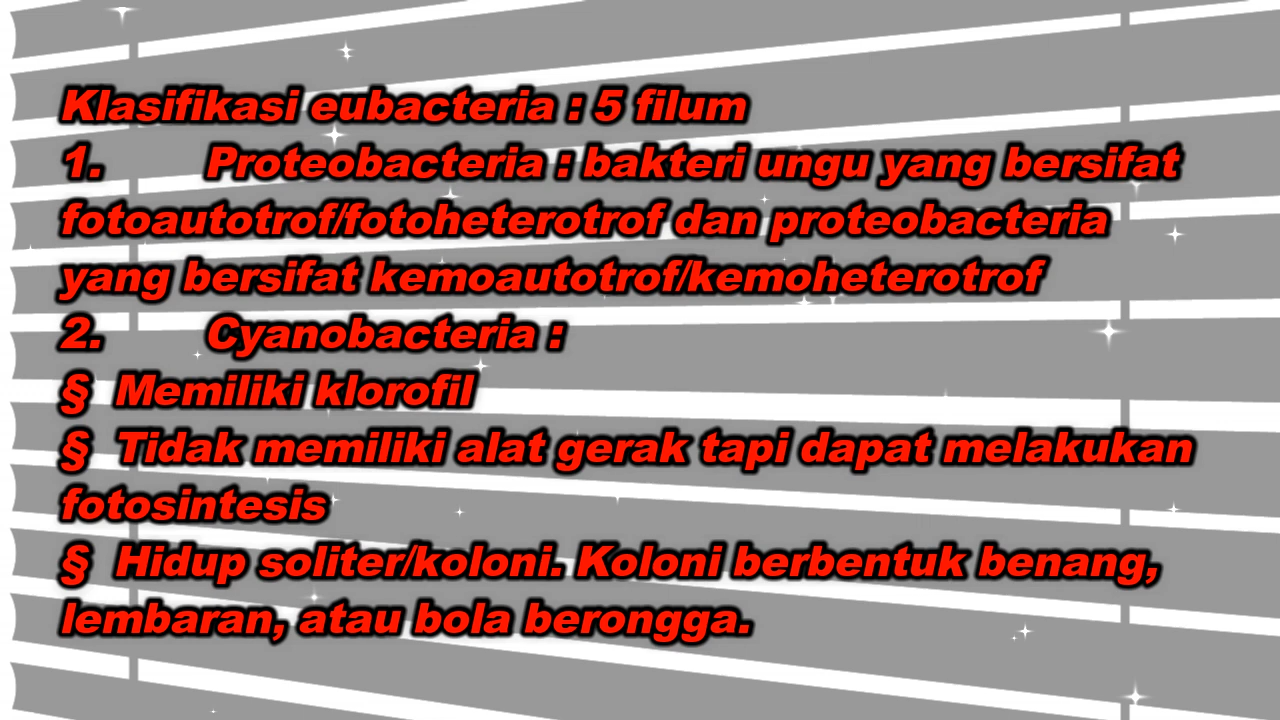 Klasifikasi eubacteria : 5 filum
1. Proteobacteria : bakteri ungu yang bersifat
fotoautotrof/fotoheterotrof dan proteobacteria
yang bersifat kemoautotrof/kemoheterotrof
2. Cyanobacteria :
§ Memiliki klorofil
§ Tidak memiliki alat gerak tapi dapat melakukan
fotosintesis
§ Hidup soliter/koloni. Koloni berbentuk benang,
lembaran, atau bola berongga.